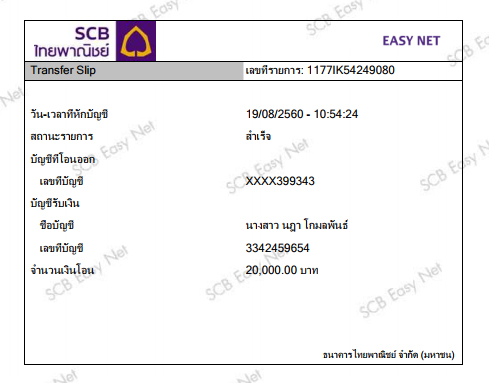 SCB
ไทยพาณิชย์
EASY NET
Transfer Slip เลขที่รายการ: 1177IK54249080
วัน-เวลาที่หักบัญชี 19/08/2560 - 10:54:24
สถานะรายการ สำเร็จ
บัญชีที่โอนออก
เลขที่บัญชี XXXX399343
บัญชีรับเงิน
ชื่อบัญชี นางสาว นฎา โกมลพันธ์
เลขที่บัญชี 3342459654
จำนวนเงินโอน 20,000.00 บาท
ธนาคารไทยพาณิชย์ จำกัด (มหาชน)
SCB Easy Net
SCB Easy Net
SCB Easy Net
SCB Easy Net
SCB Easy Net
SCB Easy Net
SCB Easy Net